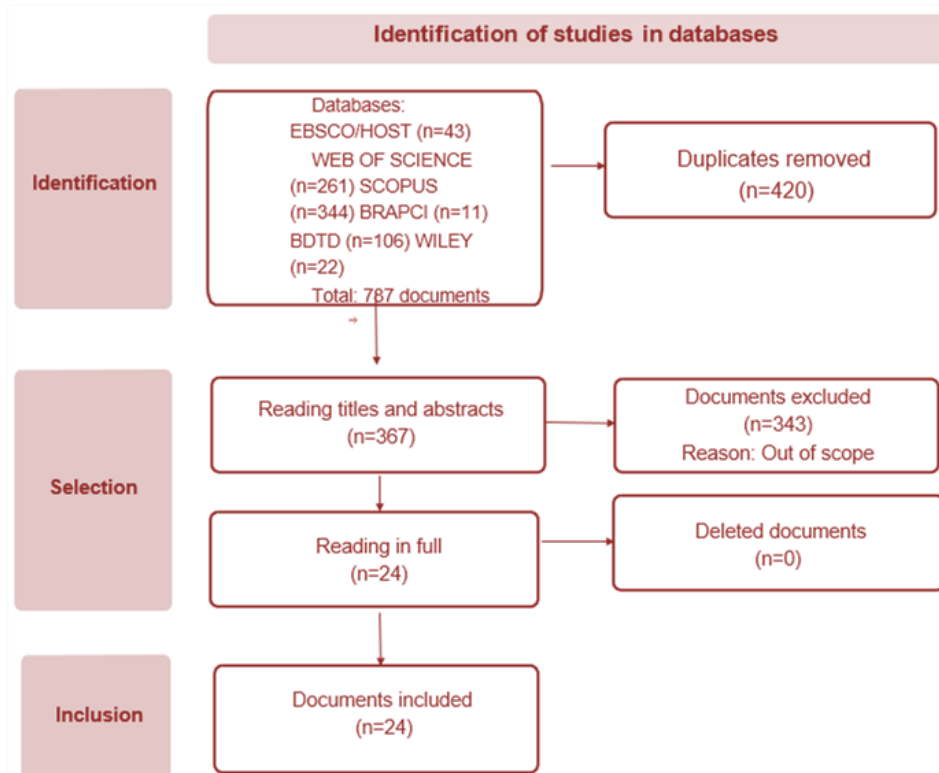 Identification of studies in databases
Identification
Databases:
EBSCO/HOST (n=43)
WEB OF SCIENCE
(n=261) SCOPUS
(n=344) BRAPCI (n=11)
BDTD (n=106) WILEY
(n=22)
Total: 787 documents
Duplicates removed
(n=420)
Selection
Reading titles and abstracts
(n=367)
Documents excluded
(n=343)
Reason: Out of scope
Reading in full
(n=24)
Deleted documents
(n=0)
Inclusion
Documents included
(n=24)